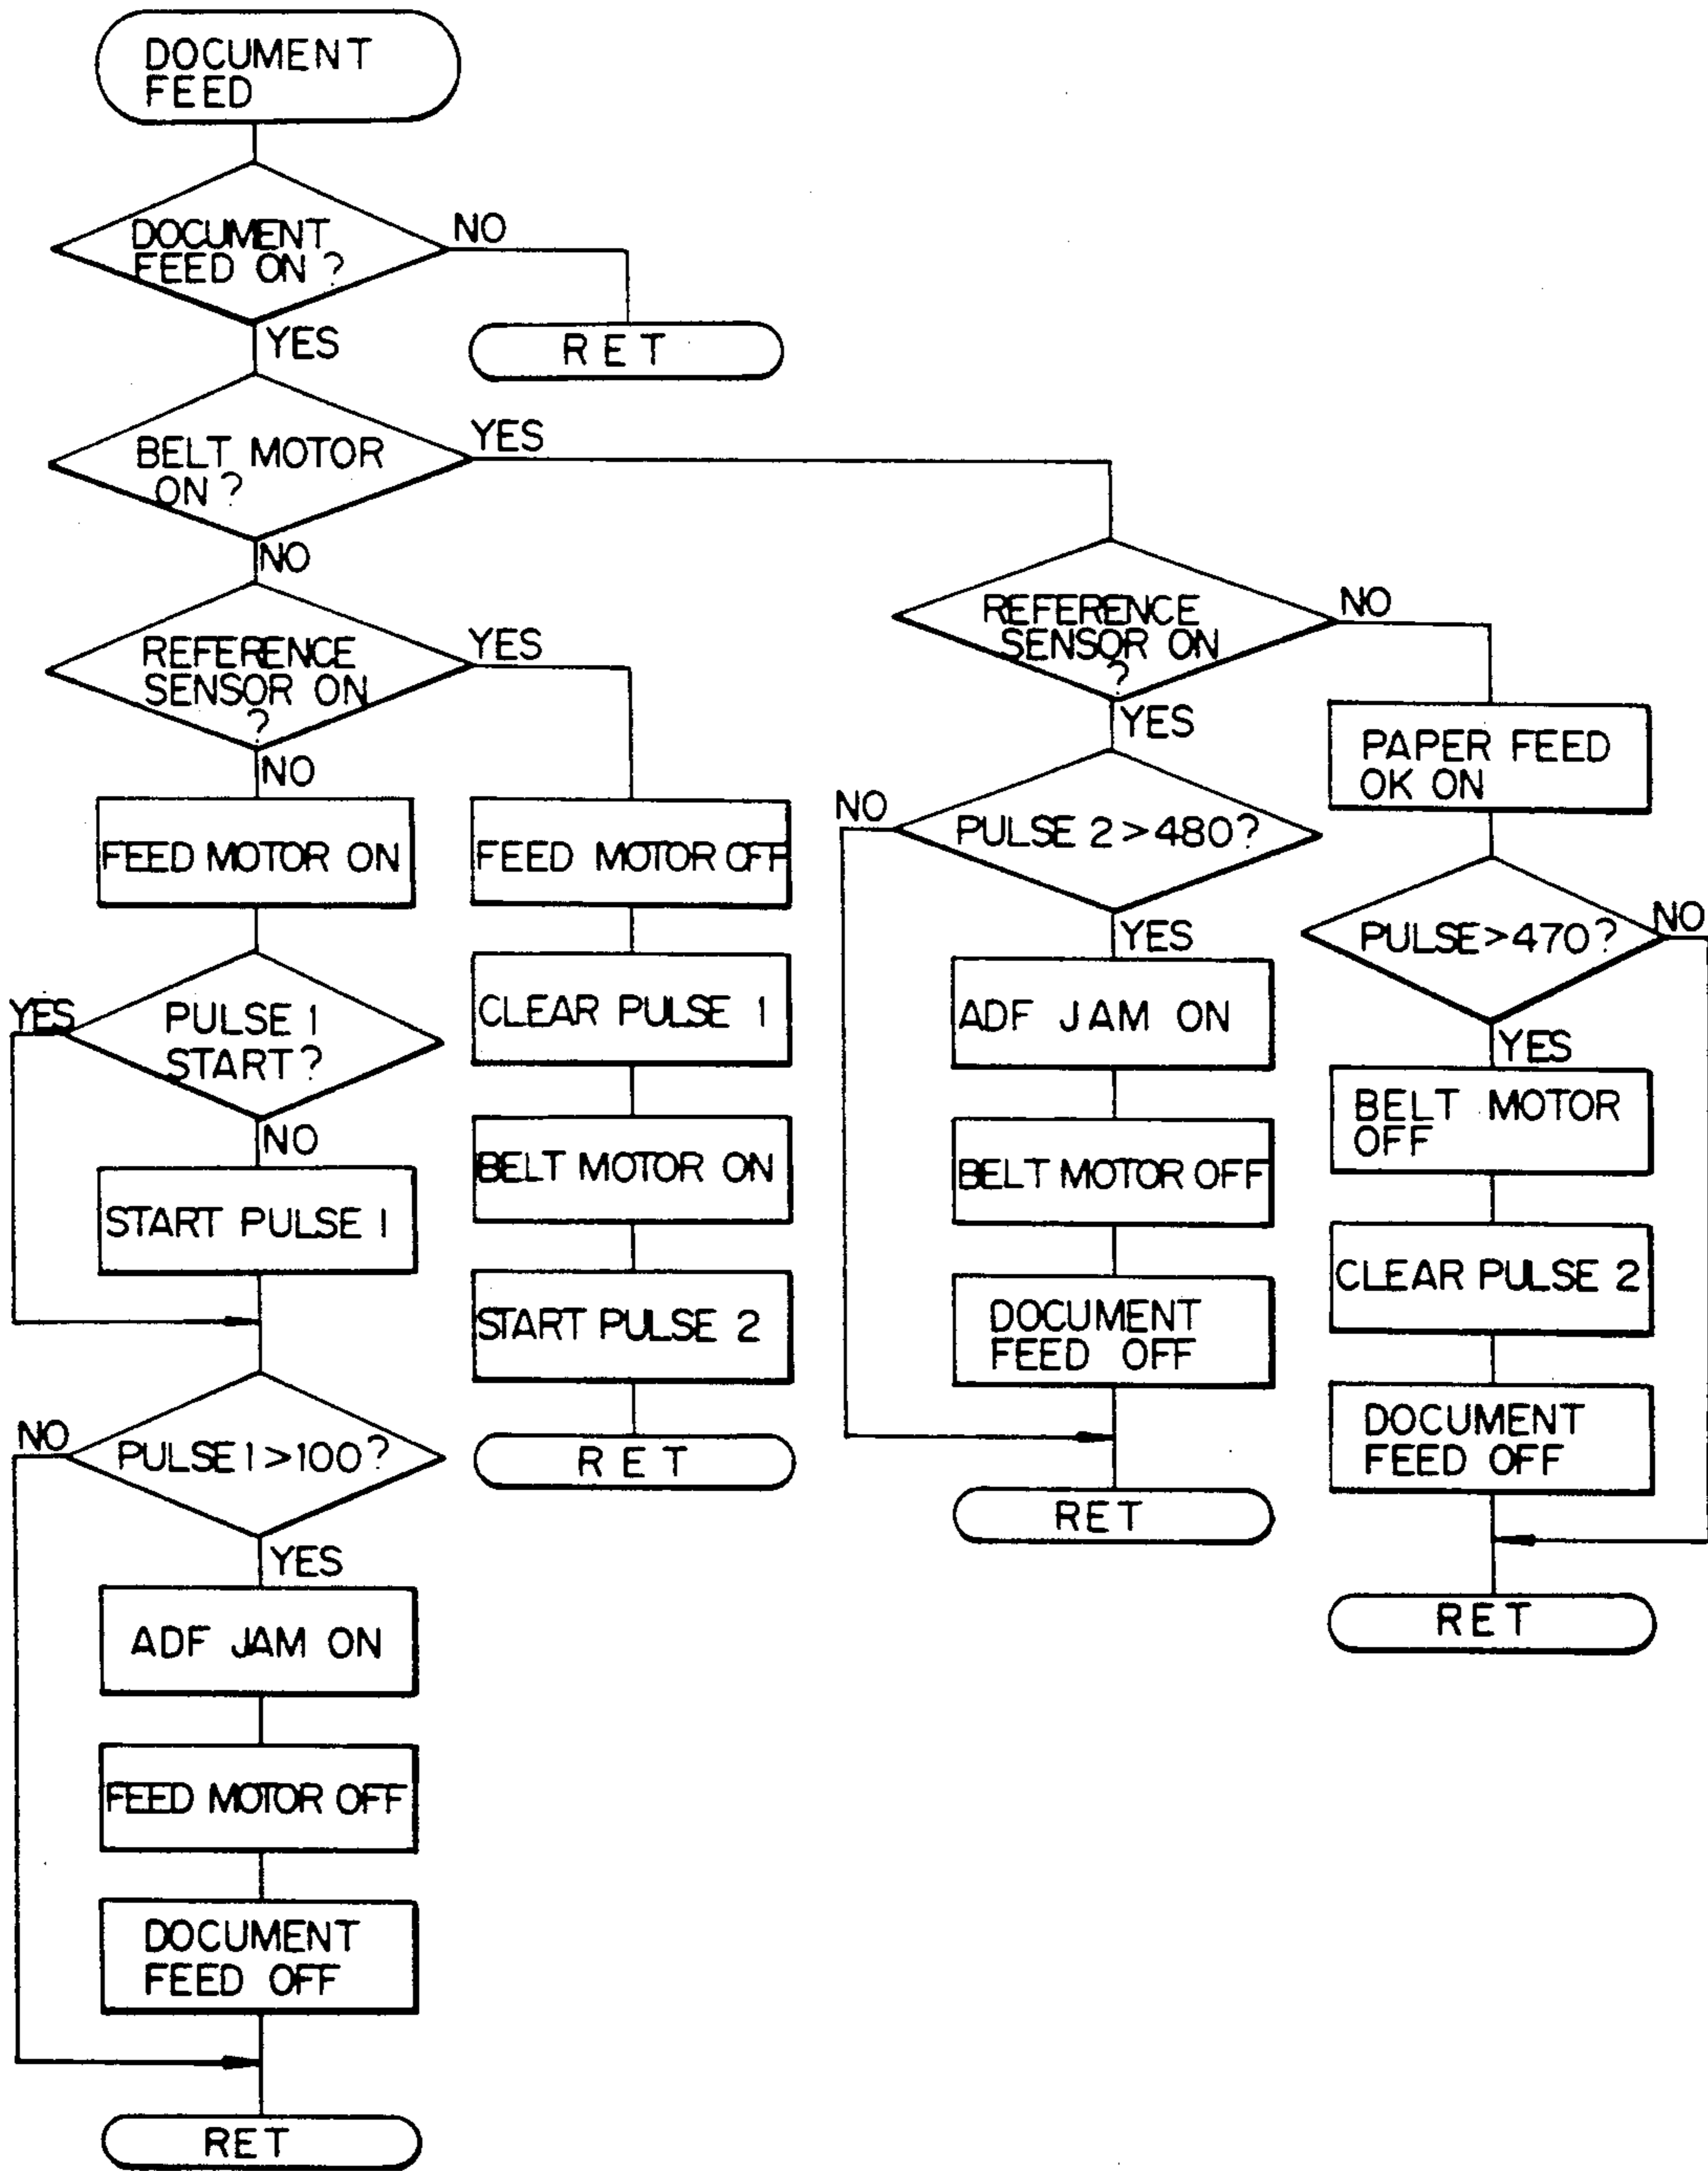 DOCUMENT
FEED
DOCUMENT
FEED ON ?
NO
RET
YES
BELT MOTOR
ON ?
YES
NO
REFERENCE
SENSOR ON
?
YES
NO
FEED MOTOR ON
PULSE 1
START ?
YES
NO
START PULSE 1
PULSE 1 > 100 ?
NO
YES
ADF JAM ON
FEED MOTOR OFF
DOCUMENT
FEED OFF
RET
FEED MOTOR OFF
CLEAR PULSE 1
BELT MOTOR ON
START PULSE 2
RET
REFERENCE
SENSOR ON
?
NO
YES
PULSE 2 > 480 ?
NO
YES
ADF JAM ON
BELT MOTOR OFF
DOCUMENT
FEED OFF
RET
PAPER FEED
OK ON
PULSE > 470 ?
NO
YES
BELT MOTOR
OFF
CLEAR PULSE 2
DOCUMENT
FEED OFF
RET